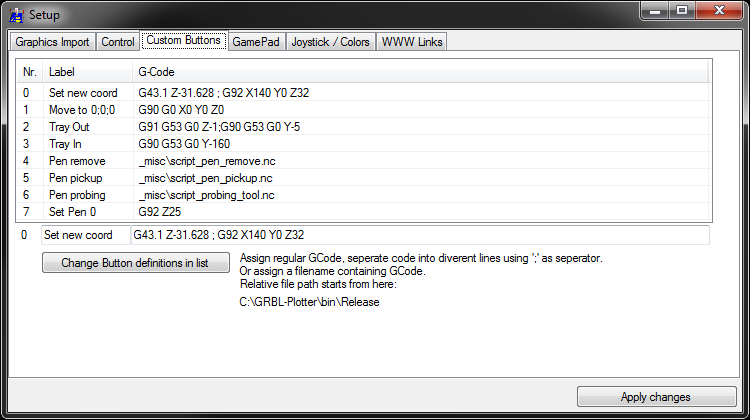 Setup
Graphics Import Control Custom Buttons GamePad Joystick / Colors WWW Links
Nr. Label G-Code
0 Set new coord G43.1 Z-31.628 ; G92 X140 Y0 Z32
1 Move to 0;0;0 G90 G0 X0 Y0 Z0
2 Tray Out G91 G53 G0 Z-1;G90 G53 G0 Y-5
3 Tray In G90 G53 G0 Y-160
4 Pen remove _misc\script_pen_remove.nc
5 Pen pickup _misc\script_pen_pickup.nc
6 Pen probing _misc\script_probing_tool.nc
7 Set Pen 0 G92 Z25
0 Set new coord G43.1 Z-31.628 ; G92 X140 Y0 Z32
Change Button definitions in list
Assign regular GCode, seperate code into diverent lines using ';' as seperator.
Or assign a filename containing GCode.
Relative file path starts from here:
C:\GRBL-Plotter\bin\Release
Apply changes